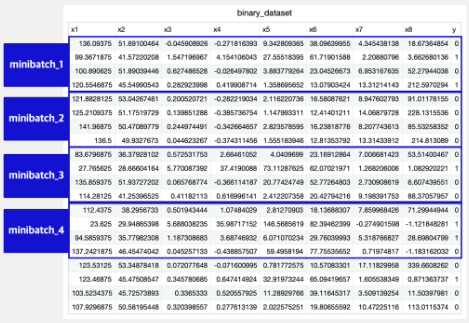 binary_dataset
x1 x2 x3 x4 x5 x6 x7 x8 y
136.09375 51.69100464 -0.045908926 -0.271816393 9.342809365 38.09639955 4.345438138 18.67364854 0
99.3671875 41.57220208 1.547196967 4.154106043 27.55518395 61.71901588 2.20880796 3.662680136 1
minibatch_1
100.890625 51.89039446 0.627486528 -0.026497802 3.883779264 23.04526673 6.953167635 52.27944038 0
120.5546875 45.54990543 0.282923998 0.419908714 1.358695652 13.07903424 13.31214143 212.5970294 1
121.8828125 53.04267461 0.200520721 -0.282219034 2.116220736 16.58087621 8.947602793 91.01176155 0
125.2109375 51.17519729 0.139851288 -0.385736754 1.147993311 12.41401211 14.06879728 228.1315536 0
minibatch_2
141.96875 50.47089779 0.244974491 -0.342664657 2.823578595 16.23818776 8.207743613 85.53258352 0
136.5 49.9327673 0.044623267 -0.374311456 1.555183946 12.81353792 13.31433912 214.813089 0
83.6796875 36.37928102 0.572531753 2.66461052 4.0409699 23.16912864 7.006681423 53.51400467 0
27.765625 28.66604164 5.770087392 37.4190088 73.11287625 62.07021971 1.268206006 1.082920221 1
minibatch_3
135.859375 51.93727202 0.065768774 -0.366114187 20.77424749 52.77264803 2.730908619 6.607439551 0
114.28125 41.25396525 0.41182113 0.616996141 2.412207358 20.42794216 9.198391753 88.37057957 0
112.4375 38.2956733 0.501943444 1.07484029 2.81270903 18.13688307 7.859968426 71.29944944 0
23.625 29.94865398 5.688038235 35.98717152 146.5685619 82.39462399 -0.274901598 -1.121848281 1
minibatch_4
94.5859375 35.77982308 1.187308683 3.68746932 6.071070234 29.76039993 5.318766827 28.69804799 1
137.2421875 46.45474042 0.045257133 -0.438857507 59.4958194 77.75535652 0.71974817 -1.183162032 0
123.53125 53.34878418 0.072077648 -0.071600995 0.781772575 10.57083301 17.11829958 339.6608262 0
123.46875 45.44750847 0.345780685 0.647414924 32.91973244 65.09419657 1.605538349 0.871363737 1
103.5234375 45.72573893 0.3365333 0.520557925 11.28929766 39.11645317 3.509139254 11.50397981 0
107.9296875 50.58195448 0.320398557 0.277613139 2.022575251 19.80655592 10.47225116 113.0115374 0